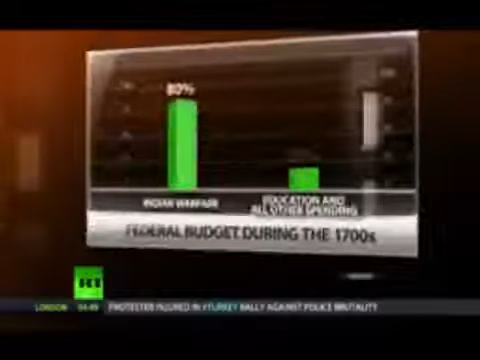 80%
INDIAN WARFARE
EDUCATION AND
ALL OTHER SPENDING
FEDERAL BUDGET DURING THE 1700s
RT
LONDON
PROTESTER INJURED IN #TURKEY RALLY AGAINST POLICE BRUTALITY